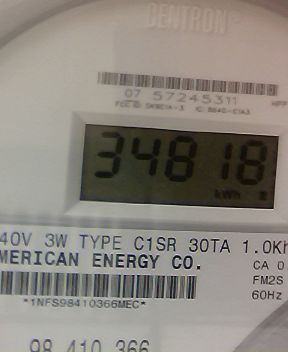 CENTRON
07 57245311
34818
kWh
40V 3W TYPE C1SR 30TA 1.0Kh
MERICAN ENERGY CO.
CA 0
FM2S
60Hz
*1NFS98410366MEC*
98 410 366